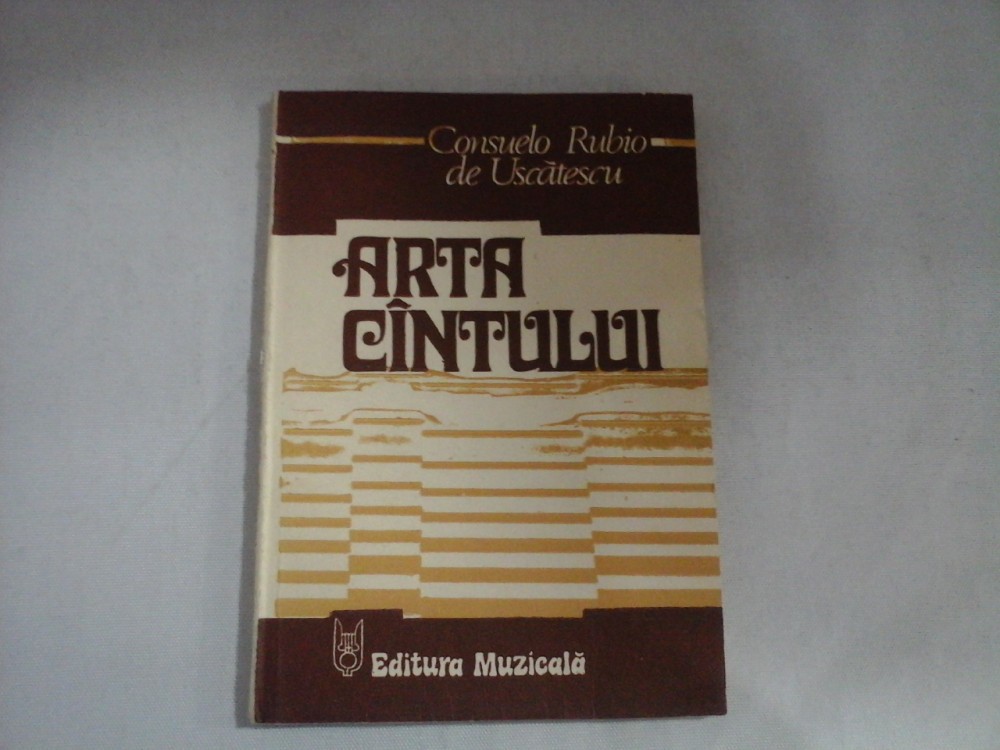 Consuelo Rubio
de Uscătescu
ARTA
CÎNTULUI
Editura Muzicală